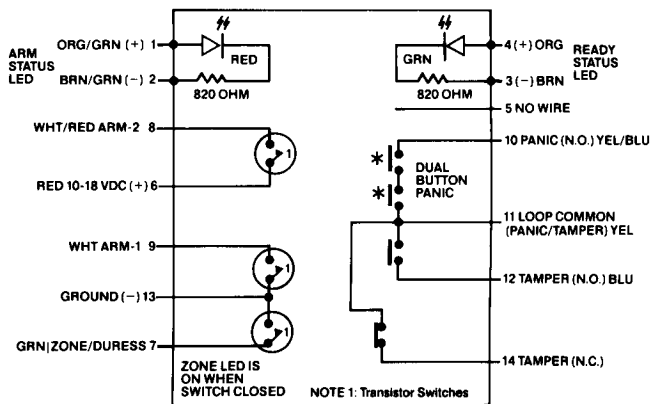 ARM
STATUS
LED
ORG/GRN (+) 1
BRN/GRN (−) 2
RED
820 OHM
WHT/RED ARM-2 8
1
RED 10-18 VDC (+) 6
WHT ARM-1 9
1
GROUND (−) 13
1
GRN|ZONE/DURESS 7
ZONE LED IS
ON WHEN
SWITCH CLOSED
NOTE 1: Transistor Switches
GRN
820 OHM
4 (+) ORG
3 (−) BRN
READY
STATUS
LED
5 NO WIRE
10 PANIC (N.O.) YEL/BLU
*
*
DUAL
BUTTON
PANIC
11 LOOP COMMON
(PANIC/TAMPER) YEL
12 TAMPER (N.O.) BLU
14 TAMPER (N.C.)